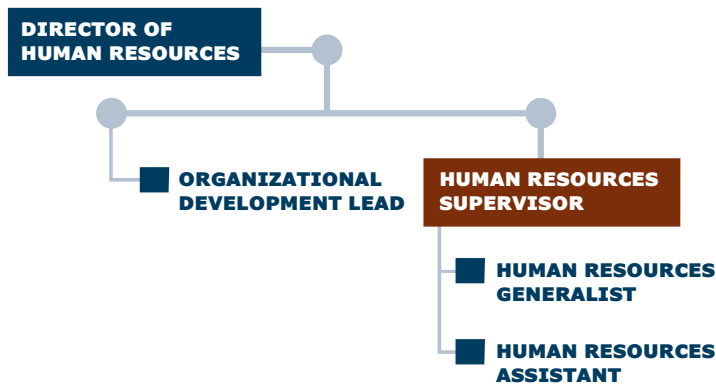 DIRECTOR OF
HUMAN RESOURCES
ORGANIZATIONAL
DEVELOPMENT LEAD
HUMAN RESOURCES
SUPERVISOR
HUMAN RESOURCES
GENERALIST
HUMAN RESOURCES
ASSISTANT